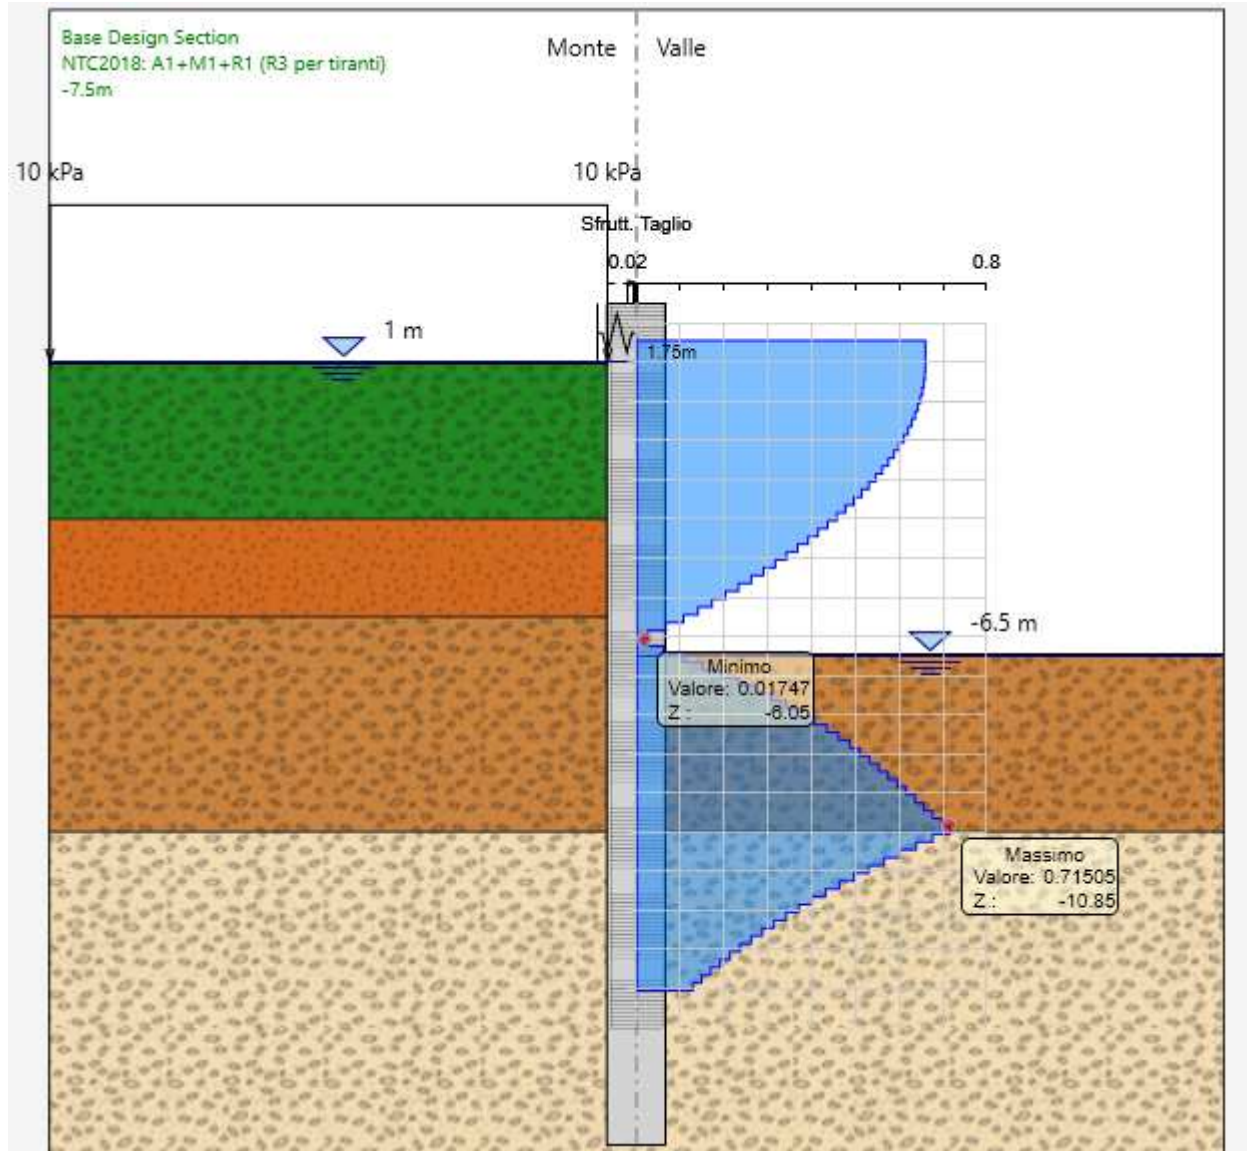 Base Design Section
NTC2018: A1+M1+R1 (R3 per tiranti)
-7.5m
Monte
Valle
10 kPa
10 kPa
Sfrutt. Taglio
0.02
0.8
1 m
1.75m
-6.5 m
Minimo
Valore: 0.01747
Z : -6.05
Massimo
Valore: 0.71505
Z : -10.85